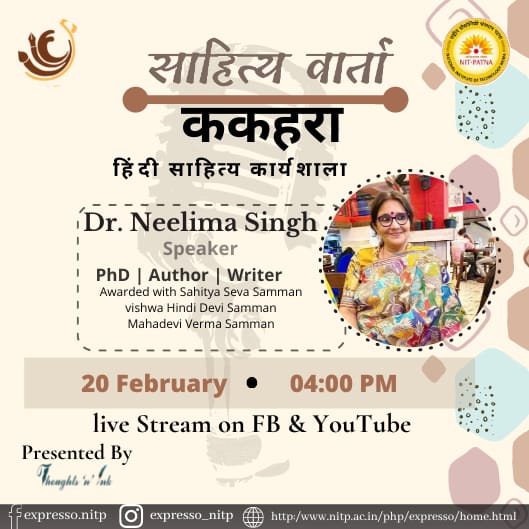 साहित्य वार्ता
NIT-PATNA
ककहरा
हिंदी साहित्य कार्यशाला
Dr. Neelima Singh
Speaker
PhD | Author | Writer
Awarded with Sahitya Seva Samman
vishwa Hindi Devi Samman
Mahadevi Verma Samman
20 February • 04:00 PM
live Stream on FB & YouTube
Presented By
Thoughts 'n' Ink
expresso.nitp expresso_nitp http:/www.nitp.ac.in/php/expresso/home.html